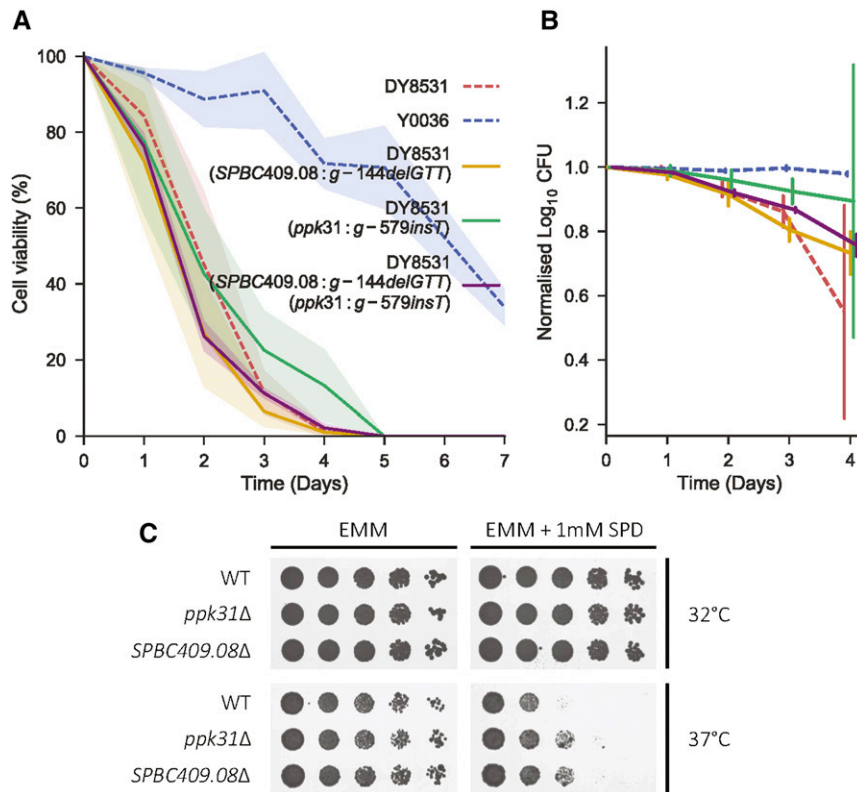 A
Cell viability (%)
100
80
60
40
20
0
0 1 2 3 4 5 6 7
Time (Days)
DY8531
Y0036
DY8531
(SPBC409.08:g−144delGTT)
DY8531
(ppk31:g−579insT)
DY8531
(SPBC409.08:g−144delGTT)
(ppk31:g−579insT)
B
Normalised Log10 CFU
1.2
1.0
0.8
0.6
0.4
0.2
0 1 2 3 4
Time (Days)
C
EMM EMM + 1mM SPD
WT
ppk31Δ
SPBC409.08Δ
32°C
WT
ppk31Δ
SPBC409.08Δ
37°C